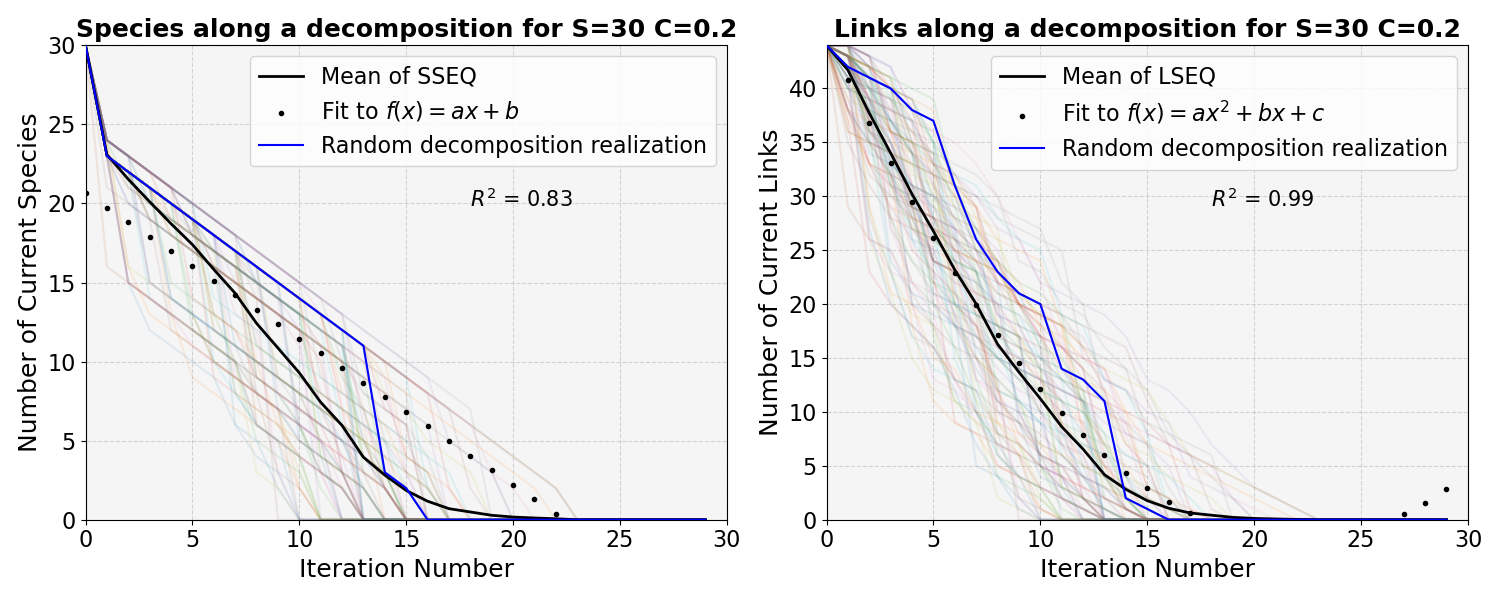 Species along a decomposition for S=30 C=0.2
Number of Current Species
30
25
20
15
10
5
0
Mean of SSEQ
Fit to f(x) = ax + b
Random decomposition realization
R² = 0.83
0 5 10 15 20 25 30
Iteration Number
Links along a decomposition for S=30 C=0.2
Number of Current Links
40
35
30
25
20
15
10
5
0
Mean of LSEQ
Fit to f(x) = ax² + bx + c
Random decomposition realization
R² = 0.99
0 5 10 15 20 25 30
Iteration Number